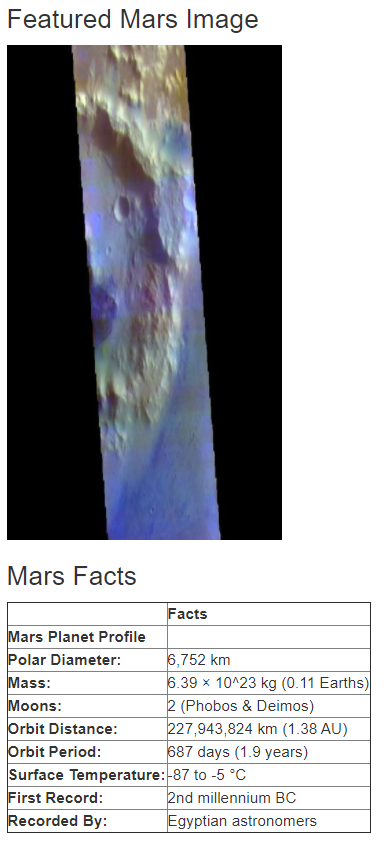 Featured Mars Image
Mars Facts
Facts
Mars Planet Profile
Polar Diameter: 6,752 km
Mass: 6.39 × 10^23 kg (0.11 Earths)
Moons: 2 (Phobos & Deimos)
Orbit Distance: 227,943,824 km (1.38 AU)
Orbit Period: 687 days (1.9 years)
Surface Temperature: -87 to -5 °C
First Record: 2nd millennium BC
Recorded By: Egyptian astronomers